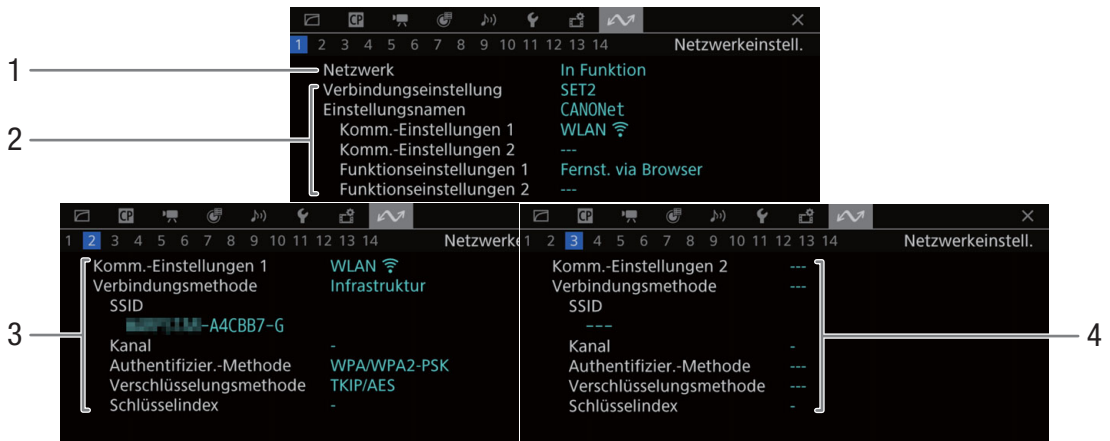 CP
1 2 3 4 5 6 7 8 9 10 11 12 13 14 Netzwerkeinstell.
1
Netzwerk In Funktion
Verbindungseinstellung SET2
Einstellungsnamen CANONet
2
Komm.-Einstellungen 1 WLAN
Komm.-Einstellungen 2 ---
Funktionseinstellungen 1 Fernst. via Browser
Funktionseinstellungen 2 ---
CP
1 2 3 4 5 6 7 8 9 10 11 12 13 14 Netzwerke
Komm.-Einstellungen 1 WLAN
Verbindungsmethode Infrastruktur
SSID
-A4CBB7-G
3
Kanal -
Authentifizier.-Methode WPA/WPA2-PSK
Verschlüsselungsmethode TKIP/AES
Schlüsselindex -
CP
1 2 3 4 5 6 7 8 9 10 11 12 13 14 Netzwerkeinstell.
Komm.-Einstellungen 2 ---
Verbindungsmethode ---
SSID
---
4
Kanal -
Authentifizier.-Methode ---
Verschlüsselungsmethode ---
Schlüsselindex -